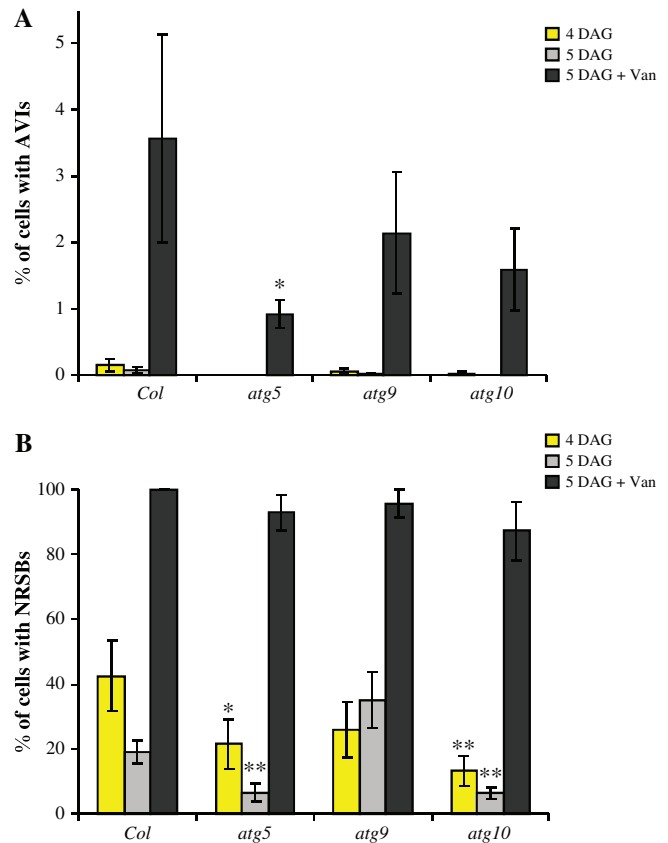 A
4 DAG
5 DAG
5 DAG + Van
% of cells with AVIs
5
4
3
2
1
0
*
Col atg5 atg9 atg10
B
4 DAG
5 DAG
5 DAG + Van
% of cells with NRSBs
100
80
60
40
20
0
* ** ** **
Col atg5 atg9 atg10